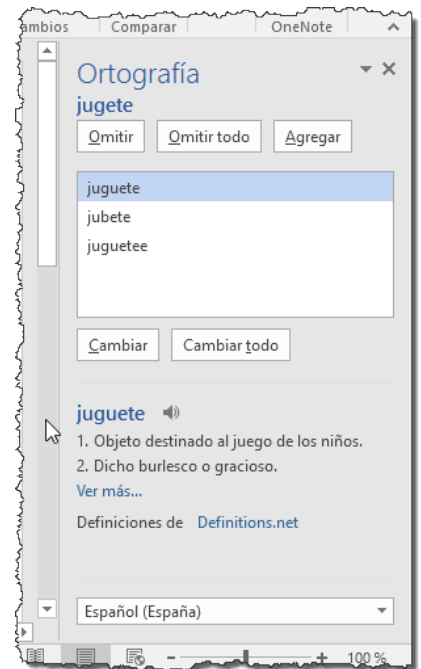 ambios Comparar OneNote
Ortografía
jugete
Omitir Omitir todo Agregar
juguete
jubete
juguetee
Cambiar Cambiar todo
juguete
1. Objeto destinado al juego de los niños.
2. Dicho burlesco o gracioso.
Ver más...
Definiciones de Definitions.net
Español (España)
100 %